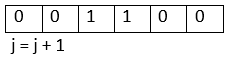 0 0 1 1 0 0
j = j + 1